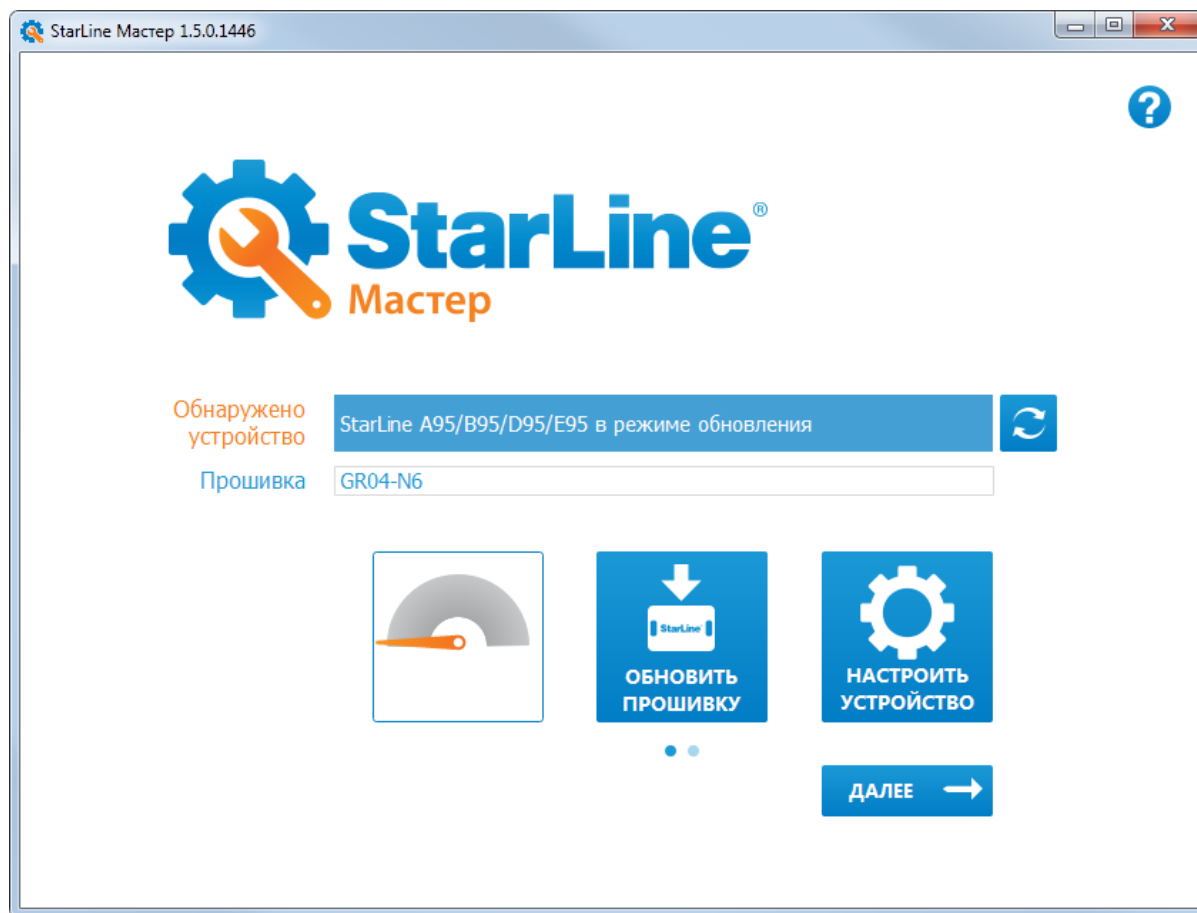 StarLine Мастер 1.5.0.1446
?
StarLine®
Мастер
Обнаружено
устройство
StarLine A95/B95/D95/E95 в режиме обновления
Прошивка
GR04-N6
StarLine
ОБНОВИТЬ
ПРОШИВКУ
НАСТРОИТЬ
УСТРОЙСТВО
ДАЛЕЕ